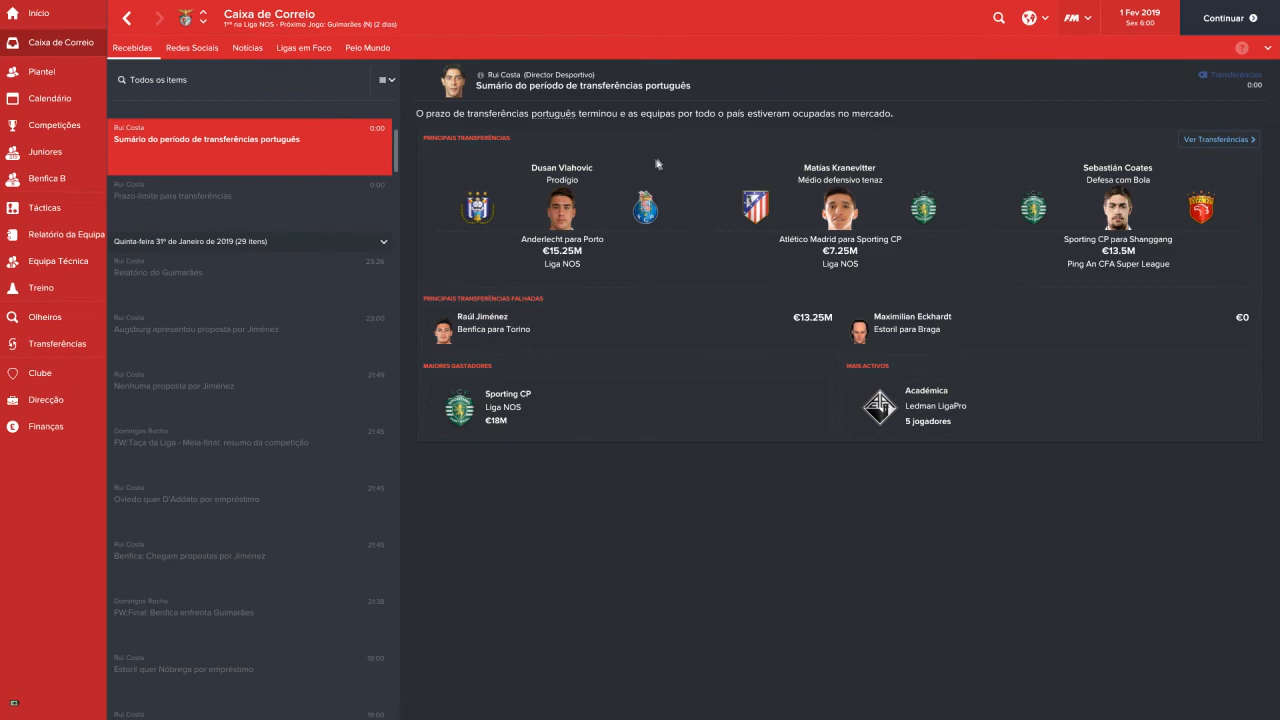 Início
Caixa de Correio
Plantel
Calendário
Competições
Juniores
Benfica B
Tácticas
Relatório da Equipa
Equipa Técnica
Treino
Olheiros
Transferências
Clube
Direcção
Finanças
Caixa de Correio
1º na Liga NOS - Próximo Jogo: Guimarães (N) (2 dias)
FM
1 Fev 2019
Sex 6:00
Continuar
Recebidas
Redes Sociais
Notícias
Ligas em Foco
Pelo Mundo
?
Todos os items
Rui Costa 0:00
Sumário do período de transferências português
Rui Costa 0:00
Prazo-limite para transferências
Quinta-feira 31º de Janeiro de 2019 (29 itens)
Rui Costa 23:26
Relatório do Guimarães
Rui Costa 23:00
Augsburg apresentou proposta por Jiménez
Rui Costa 21:49
Nenhuma proposta por Jiménez
Domingos Rocha 21:45
FW:Taça da Liga - Meia-final: resumo da competição
Rui Costa 21:45
Oviedo quer D'Addato por empréstimo
Rui Costa 21:45
Benfica: Chegam propostas por Jiménez
Domingos Rocha 21:38
FW:Final: Benfica enfrenta Guimarães
Rui Costa 19:00
Estoril quer Nóbrega por empréstimo
Rui Costa 19:00
Rui Costa (Director Desportivo)
Sumário do período de transferências português
Transferências
0:00
O prazo de transferências português terminou e as equipas por todo o país estiveram ocupadas no mercado.
PRINCIPAIS TRANSFERÊNCIAS
Ver Transferências
Dusan Vlahovic
Prodígio
Anderlecht para Porto
€15.25M
Liga NOS
Matías Kranevitter
Médio defensivo tenaz
Atlético Madrid para Sporting CP
€7.25M
Liga NOS
Sebastián Coates
Defesa com Bola
Sporting CP para Shanggang
€13.5M
Ping An CFA Super League
PRINCIPAIS TRANSFERÊNCIAS FALHADAS
Raúl Jiménez €13.25M
Benfica para Torino
Maximilian Eckhardt €0
Estoril para Braga
MAIORES GASTADORES
Sporting CP
Liga NOS
€18M
MAIS ACTIVOS
Académica
Ledman LigaPro
5 jogadores